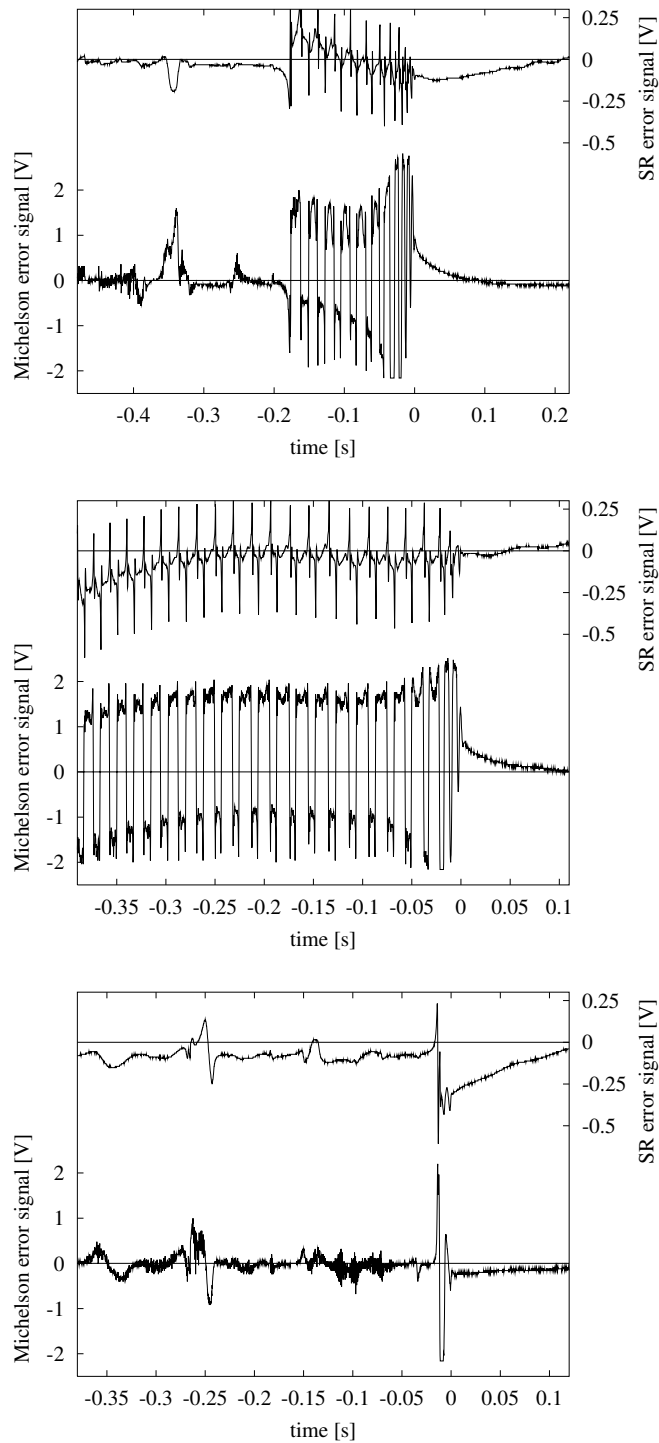 0.25
0
-0.25
-0.5
SR error signal [V]
Michelson error signal [V]
2
1
0
-1
-2
-0.4 -0.3 -0.2 -0.1 0 0.1 0.2
time [s]
0.25
0
-0.25
-0.5
SR error signal [V]
Michelson error signal [V]
2
1
0
-1
-2
-0.35 -0.3 -0.25 -0.2 -0.15 -0.1 -0.05 0 0.05 0.1
time [s]
0.25
0
-0.25
-0.5
SR error signal [V]
Michelson error signal [V]
2
1
0
-1
-2
-0.35 -0.3 -0.25 -0.2 -0.15 -0.1 -0.05 0 0.05 0.1
time [s]